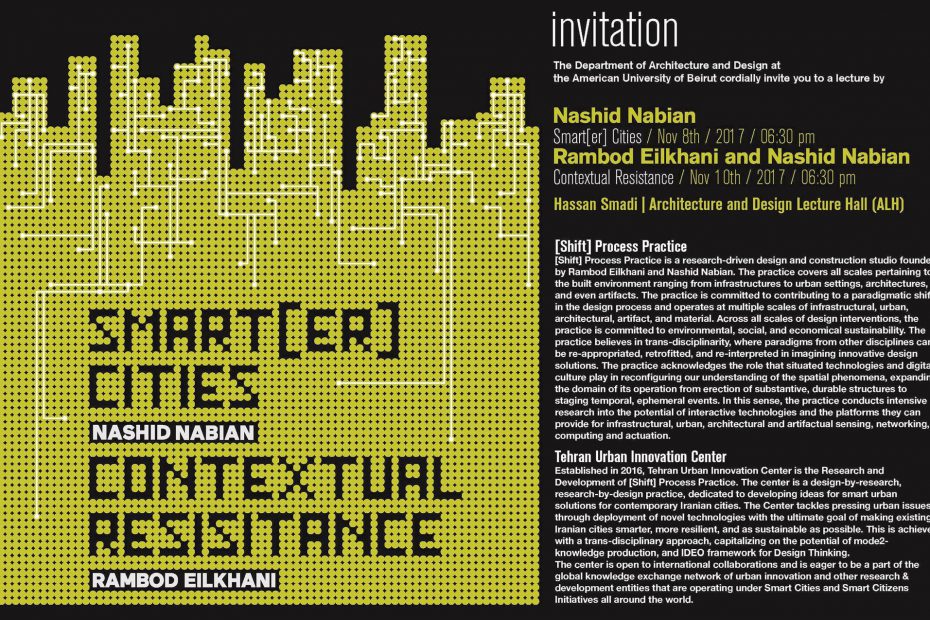 SMART[ER]
CITIES
NASHID NABIAN
CONTEXTUAL
RESISITANCE
RAMBOD EILKHANI
invitation
The Department of Architecture and Design at
the American University of Beirut cordially invite you to a lecture by
Nashid Nabian
Smart[er] Cities / Nov 8th / 2017 / 06:30 pm
Rambod Eilkhani and Nashid Nabian
Contextual Resistance / Nov 10th / 2017 / 06:30 pm
Hassan Smadi | Architecture and Design Lecture Hall (ALH)
[Shift] Process Practice
[Shift] Process Practice is a research-driven design and construction studio founde
by Rambod Eilkhani and Nashid Nabian. The practice covers all scales pertaining to
the built environment ranging from infrastructures to urban settings, architectures,
and even artifacts. The practice is committed to contributing to a paradigmatic shif
in the design process and operates at multiple scales of infrastructural, urban,
architectural, artifact, and material. Across all scales of design interventions, the
practice is committed to environmental, social, and economical sustainability. The
practice believes in trans-disciplinarity, where paradigms from other disciplines can
be re-appropriated, retrofitted, and re-interpreted in imagining innovative design
solutions. The practice acknowledges the role that situated technologies and digita
culture play in reconfiguring our understanding of the spatial phenomena, expandin
the domain of its operation from erection of substantive, durable structures to
staging temporal, ephemeral events. In this sense, the practice conducts intensive
research into the potential of interactive technologies and the platforms they can
provide for infrastructural, urban, architectural and artifactual sensing, networking,
computing and actuation.
Tehran Urban Innovation Center
Established in 2016, Tehran Urban Innovation Center is the Research and
Development of [Shift] Process Practice. The center is a design-by-research,
research-by-design practice, dedicated to developing ideas for smart urban
solutions for contemporary Iranian cities. The Center tackles pressing urban issues
through deployment of novel technologies with the ultimate goal of making existing
Iranian cities smarter, more resilient, and as sustainable as possible. This is achieve
with a trans-disciplinary approach, capitalizing on the potential of mode2-
knowledge production, and IDEO framework for Design Thinking.
The center is open to international collaborations and is eager to be a part of the
global knowledge exchange network of urban innovation and other research &
development entities that are operating under Smart Cities and Smart Citizens
Initiatives all around the world.